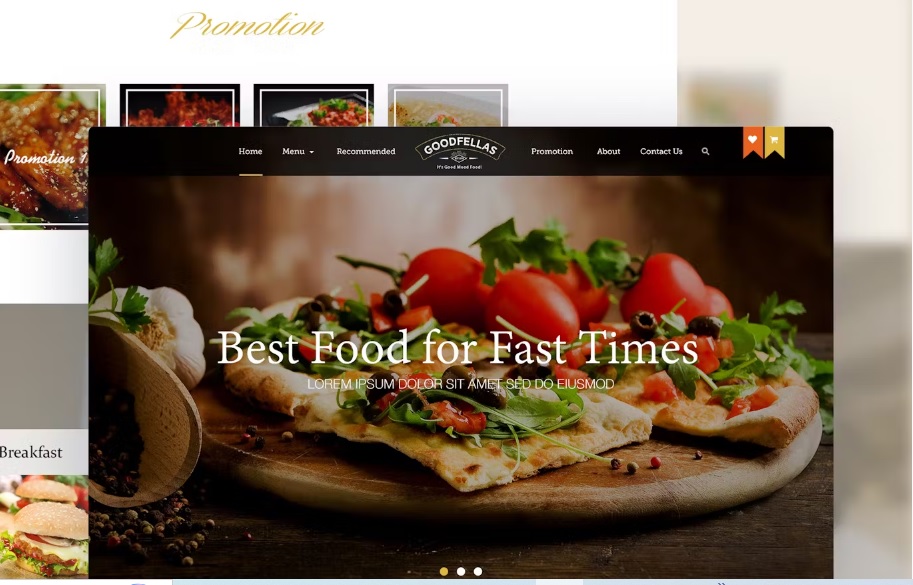 Promotion
Promotion 1
Home
Menu
Recommended
GOODFELLAS
It's Good Mood Food!
Promotion
About
Contact Us
Best Food for Fast Times
LOREM IPSUM DOLOR SIT AMET SED DO EIUSMOD
Breakfast